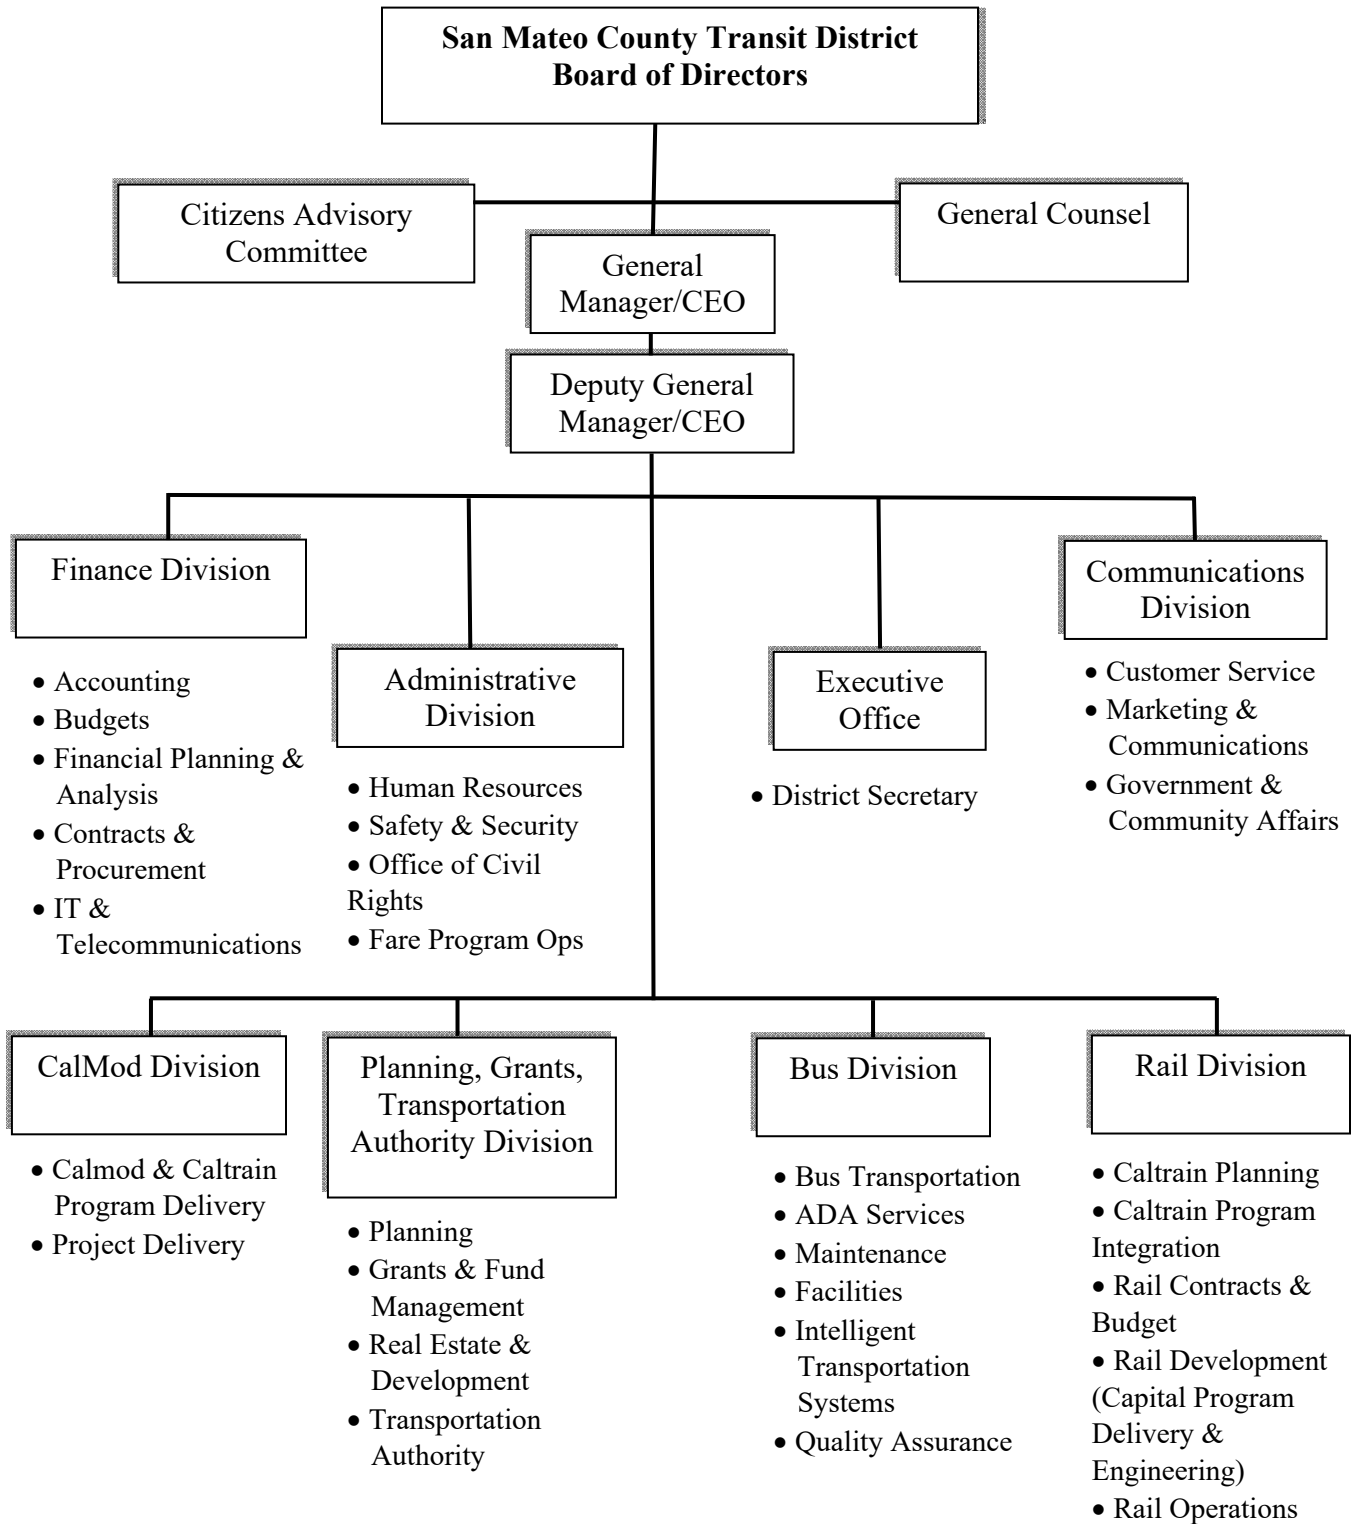 San Mateo County Transit District
Board of Directors
Citizens Advisory
Committee
General Counsel
General
Manager/CEO
Deputy General
Manager/CEO
Finance Division
• Accounting
• Budgets
• Financial Planning &
Analysis
• Contracts &
Procurement
• IT &
Telecommunications
Administrative
Division
• Human Resources
• Safety & Security
• Office of Civil
Rights
• Fare Program Ops
Executive
Office
• District Secretary
Communications
Division
• Customer Service
• Marketing &
Communications
• Government &
Community Affairs
CalMod Division
• Calmod & Caltrain
Program Delivery
• Project Delivery
Planning, Grants,
Transportation
Authority Division
• Planning
• Grants & Fund
Management
• Real Estate &
Development
• Transportation
Authority
Bus Division
• Bus Transportation
• ADA Services
• Maintenance
• Facilities
• Intelligent
Transportation
Systems
• Quality Assurance
Rail Division
• Caltrain Planning
• Caltrain Program
Integration
• Rail Contracts &
Budget
• Rail Development
(Capital Program
Delivery &
Engineering)
• Rail Operations